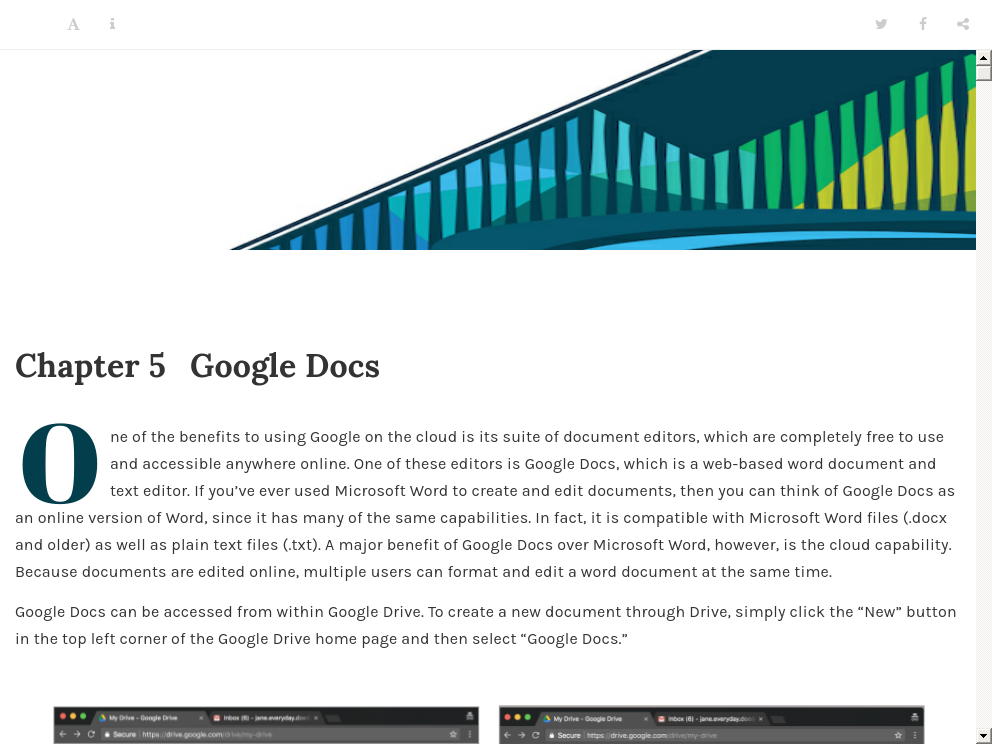 A i
Chapter 5 Google Docs
One of the benefits to using Google on the cloud is its suite of document editors, which are completely free to use
and accessible anywhere online. One of these editors is Google Docs, which is a web-based word document and
text editor. If you’ve ever used Microsoft Word to create and edit documents, then you can think of Google Docs as
an online version of Word, since it has many of the same capabilities. In fact, it is compatible with Microsoft Word files (.docx
and older) as well as plain text files (.txt). A major benefit of Google Docs over Microsoft Word, however, is the cloud capability.
Because documents are edited online, multiple users can format and edit a word document at the same time.
Google Docs can be accessed from within Google Drive. To create a new document through Drive, simply click the “New” button
in the top left corner of the Google Drive home page and then select “Google Docs.”
My Drive - Google Drive Inbox (6) - jane.everyday.doe
Secure https://drive.google.com/drive/my-drive
My Drive - Google Drive Inbox (6) - jane.everyday.doe
Secure https://drive.google.com/drive/my-drive